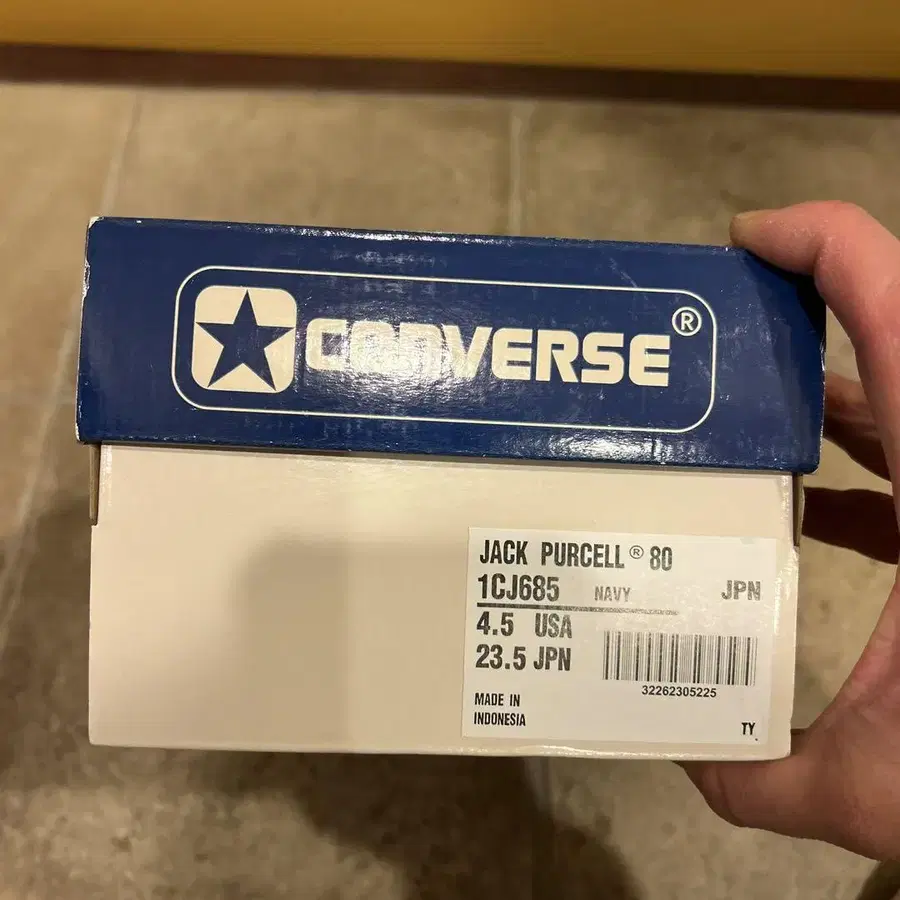 CONVERSE®
JACK PURCELL® 80
1CJ685 NAVY JPN
4.5 USA
23.5 JPN
32262305225
MADE IN
INDONESIA
TY